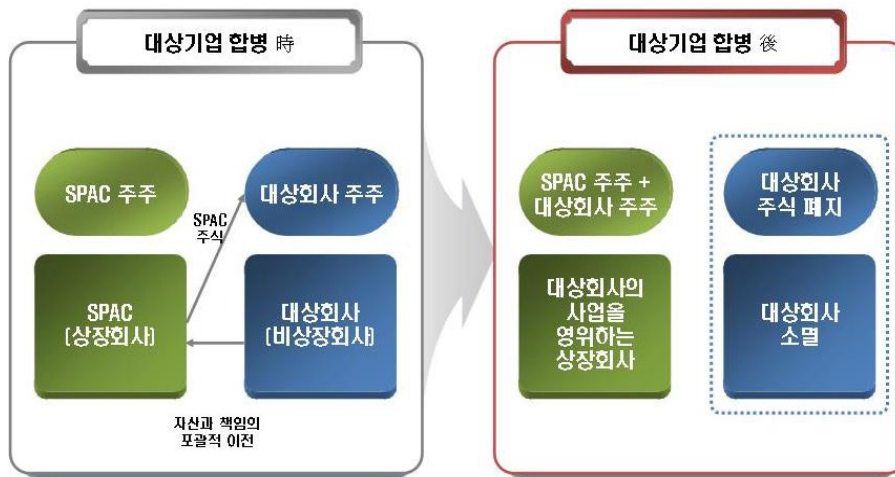 대상기업 합병 時
대상기업 합병 後
SPAC 주주
대상회사 주주
SPAC
주식
SPAC
(상장회사)
대상회사
(비상장회사)
자산과 책임의
포괄적 이전
SPAC 주주 +
대상회사 주주
대상회사
주식 폐지
대상회사의
사업을
영위하는
상장회사
대상회사
소멸